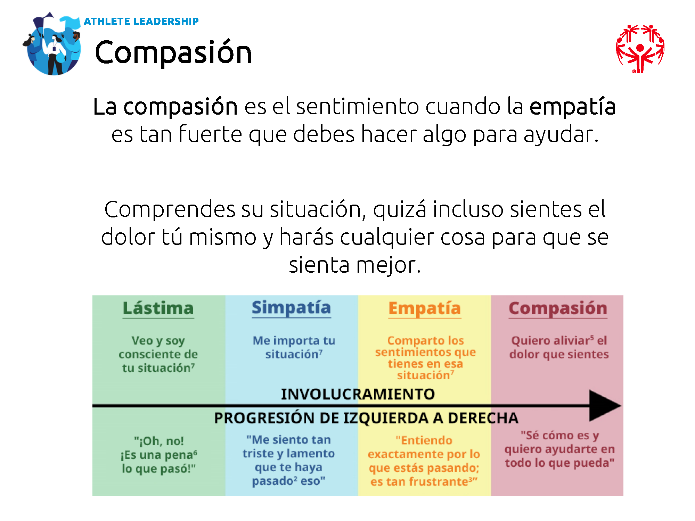 ATHLETE LEADERSHIP
Compasión
La compasión es el sentimiento cuando la empatía
es tan fuerte que debes hacer algo para ayudar.
Comprendes su situación, quizá incluso sientes el
dolor tú mismo y harás cualquier cosa para que se
sienta mejor.
Lástima
Veo y soy
consciente de
tu situación⁷
Simpatía
Me importa tu
situación⁷
Empatía
Comparto los
sentimientos que
tienes en esa
situación⁷
Compasión
Quiero aliviar⁵ el
dolor que sientes
INVOLUCRAMIENTO
PROGRESIÓN DE IZQUIERDA A DERECHA
"¡Oh, no!
¡Es una pena⁶
lo que pasó!"
"Me siento tan
triste y lamento
que te haya
pasado² eso"
"Entiendo
exactamente por lo
que estás pasando;
es tan frustrante³"
"Sé cómo es y
quiero ayudarte en
todo lo que pueda"